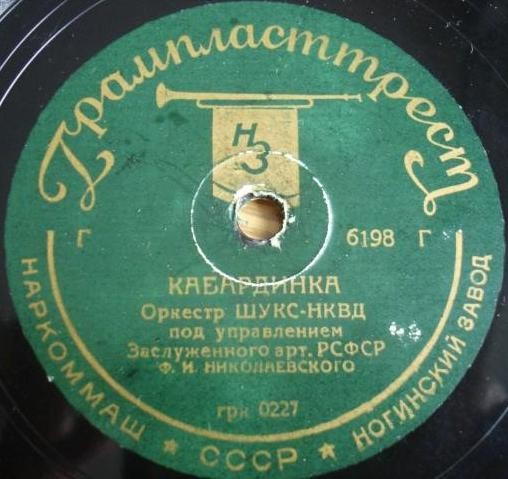 Грампласттрест
НЗ
Г 6198 Г
КАБАРДИНКА
Оркестр ШУКС-НКВД
под управлением
Заслуженного арт. РСФСР
Ф. И. НИКОЛАЕВСКОГО
грк 0227
НАРКОММАШ ★ СССР ★ НОГИНСКИЙ ЗАВОД